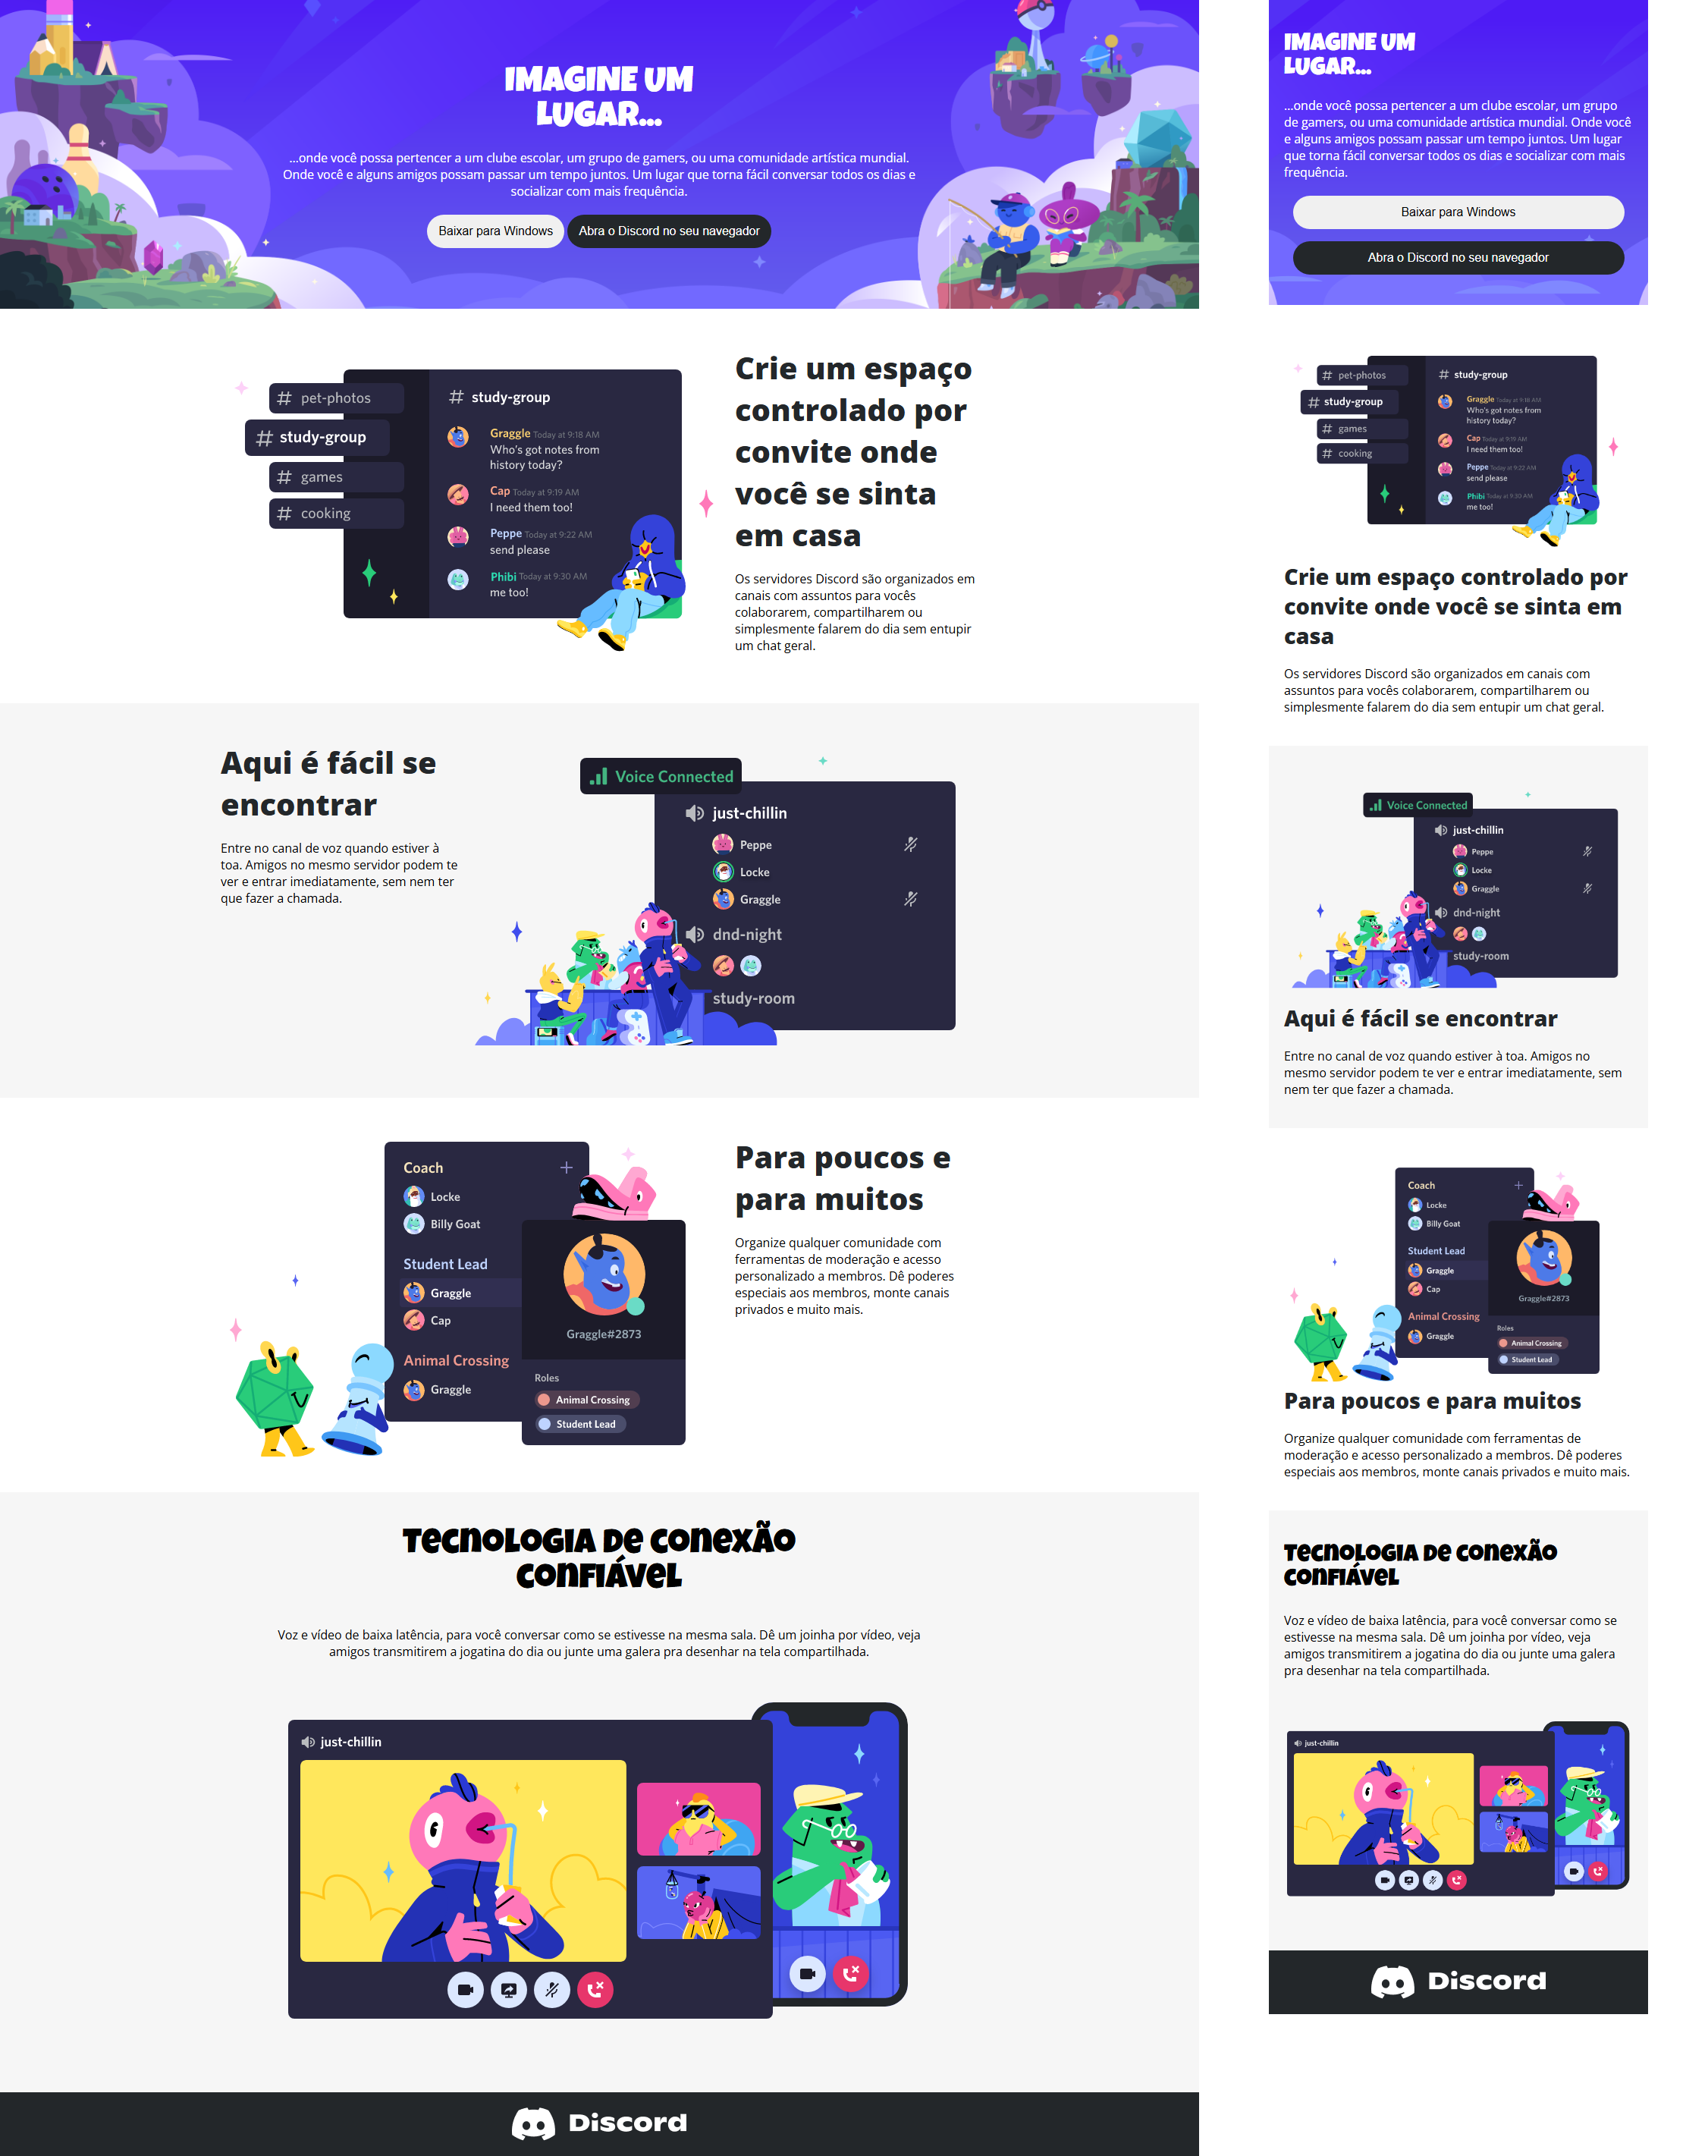 IMAGINE UM
LUGAR...
...onde você possa pertencer a um clube escolar, um grupo de gamers, ou uma comunidade artística mundial.
Onde você e alguns amigos possam passar um tempo juntos. Um lugar que torna fácil conversar todos os dias e
socializar com mais frequência.
Baixar para Windows
Abra o Discord no seu navegador
# pet-photos
# study-group
# games
# cooking
# study-group
Graggle Today at 9:18 AM
Who's got notes from
history today?
Cap Today at 9:19 AM
I need them too!
Peppe Today at 9:22 AM
send please
Phibi Today at 9:30 AM
me too!
Crie um espaço
controlado por
convite onde
você se sinta
em casa
Os servidores Discord são organizados em
canais com assuntos para vocês
colaborarem, compartilharem ou
simplesmente falarem do dia sem entupir
um chat geral.
Aqui é fácil se
encontrar
Entre no canal de voz quando estiver à
toa. Amigos no mesmo servidor podem te
ver e entrar imediatamente, sem nem ter
que fazer a chamada.
Voice Connected
just-chillin
Peppe
Locke
Graggle
dnd-night
study-room
Coach
Locke
Billy Goat
Student Lead
Graggle
Cap
Animal Crossing
Graggle
Graggle#2873
Roles
Animal Crossing
Student Lead
Para poucos e
para muitos
Organize qualquer comunidade com
ferramentas de moderação e acesso
personalizado a membros. Dê poderes
especiais aos membros, monte canais
privados e muito mais.
Tecnologia de conexão
confiável
Voz e vídeo de baixa latência, para você conversar como se estivesse na mesma sala. Dê um joinha por vídeo, veja
amigos transmitirem a jogatina do dia ou junte uma galera pra desenhar na tela compartilhada.
just-chillin
Discord
IMAGINE UM
LUGAR...
...onde você possa pertencer a um clube escolar, um grupo
de gamers, ou uma comunidade artística mundial. Onde você
e alguns amigos possam passar um tempo juntos. Um lugar
que torna fácil conversar todos os dias e socializar com mais
frequência.
Baixar para Windows
Abra o Discord no seu navegador
# pet-photos
# study-group
# games
# cooking
# study-group
Graggle Today at 9:18 AM
Who's got notes from
history today?
Cap Today at 9:19 AM
I need them too!
Peppe Today at 9:22 AM
send please
Phibi Today at 9:30 AM
me too!
Crie um espaço controlado por
convite onde você se sinta em
casa
Os servidores Discord são organizados em canais com
assuntos para vocês colaborarem, compartilharem ou
simplesmente falarem do dia sem entupir um chat geral.
Voice Connected
just-chillin
Peppe
Locke
Graggle
dnd-night
study-room
Aqui é fácil se encontrar
Entre no canal de voz quando estiver à toa. Amigos no
mesmo servidor podem te ver e entrar imediatamente, sem
nem ter que fazer a chamada.
Coach
Locke
Billy Goat
Student Lead
Graggle
Cap
Animal Crossing
Graggle
Graggle#2873
Roles
Animal Crossing
Student Lead
Para poucos e para muitos
Organize qualquer comunidade com ferramentas de
moderação e acesso personalizado a membros. Dê poderes
especiais aos membros, monte canais privados e muito mais.
Tecnologia de conexão
confiável
Voz e vídeo de baixa latência, para você conversar como se
estivesse na mesma sala. Dê um joinha por vídeo, veja
amigos transmitirem a jogatina do dia ou junte uma galera
pra desenhar na tela compartilhada.
just-chillin
Discord